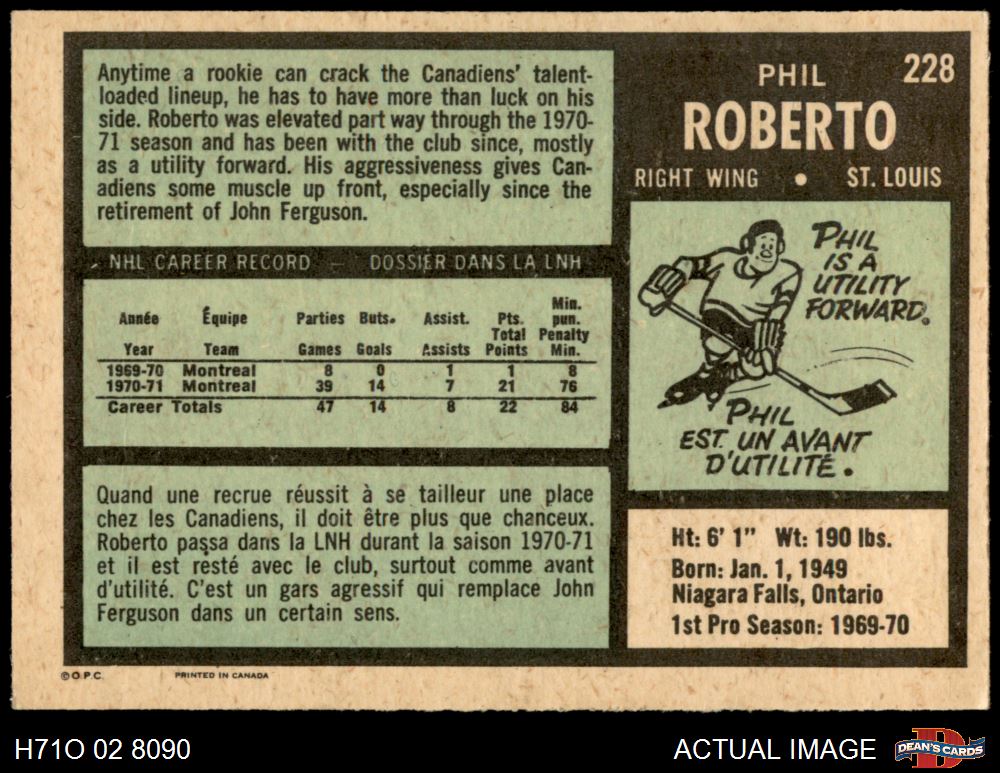 Anytime a rookie can crack the Canadiens' talent-
loaded lineup, he has to have more than luck on his
side. Roberto was elevated part way through the 1970-
71 season and has been with the club since, mostly
as a utility forward. His aggressiveness gives Can-
adiens some muscle up front, especially since the
retirement of John Ferguson.
NHL CAREER RECORD — DOSSIER DANS LA LNH
Min.
Année Équipe Parties Buts. Assist. Pts. pun.
Total Penalty
Year Team Games Goals Assists Points Min.
1969-70 Montreal 8 0 1 1 8
1970-71 Montreal 39 14 7 21 76
Career Totals 47 14 8 22 84
Quand une recrue réussit à se tailleur une place
chez les Canadiens, il doit être plus que chanceux.
Roberto passa dans la LNH durant la saison 1970-71
et il est resté avec le club, surtout comme avant
d'utilité. C'est un gars agressif qui remplace John
Ferguson dans un certain sens.
228
PHIL
ROBERTO
RIGHT WING • ST. LOUIS
PHIL
IS A
UTILITY
FORWARD.
PHIL
EST UN AVANT
D'UTILITÉ.
Ht: 6' 1" Wt: 190 lbs.
Born: Jan. 1, 1949
Niagara Falls, Ontario
1st Pro Season: 1969-70
© O.P.C. PRINTED IN CANADA
H71O 02 8090 ACTUAL IMAGE D DEAN'S CARDS